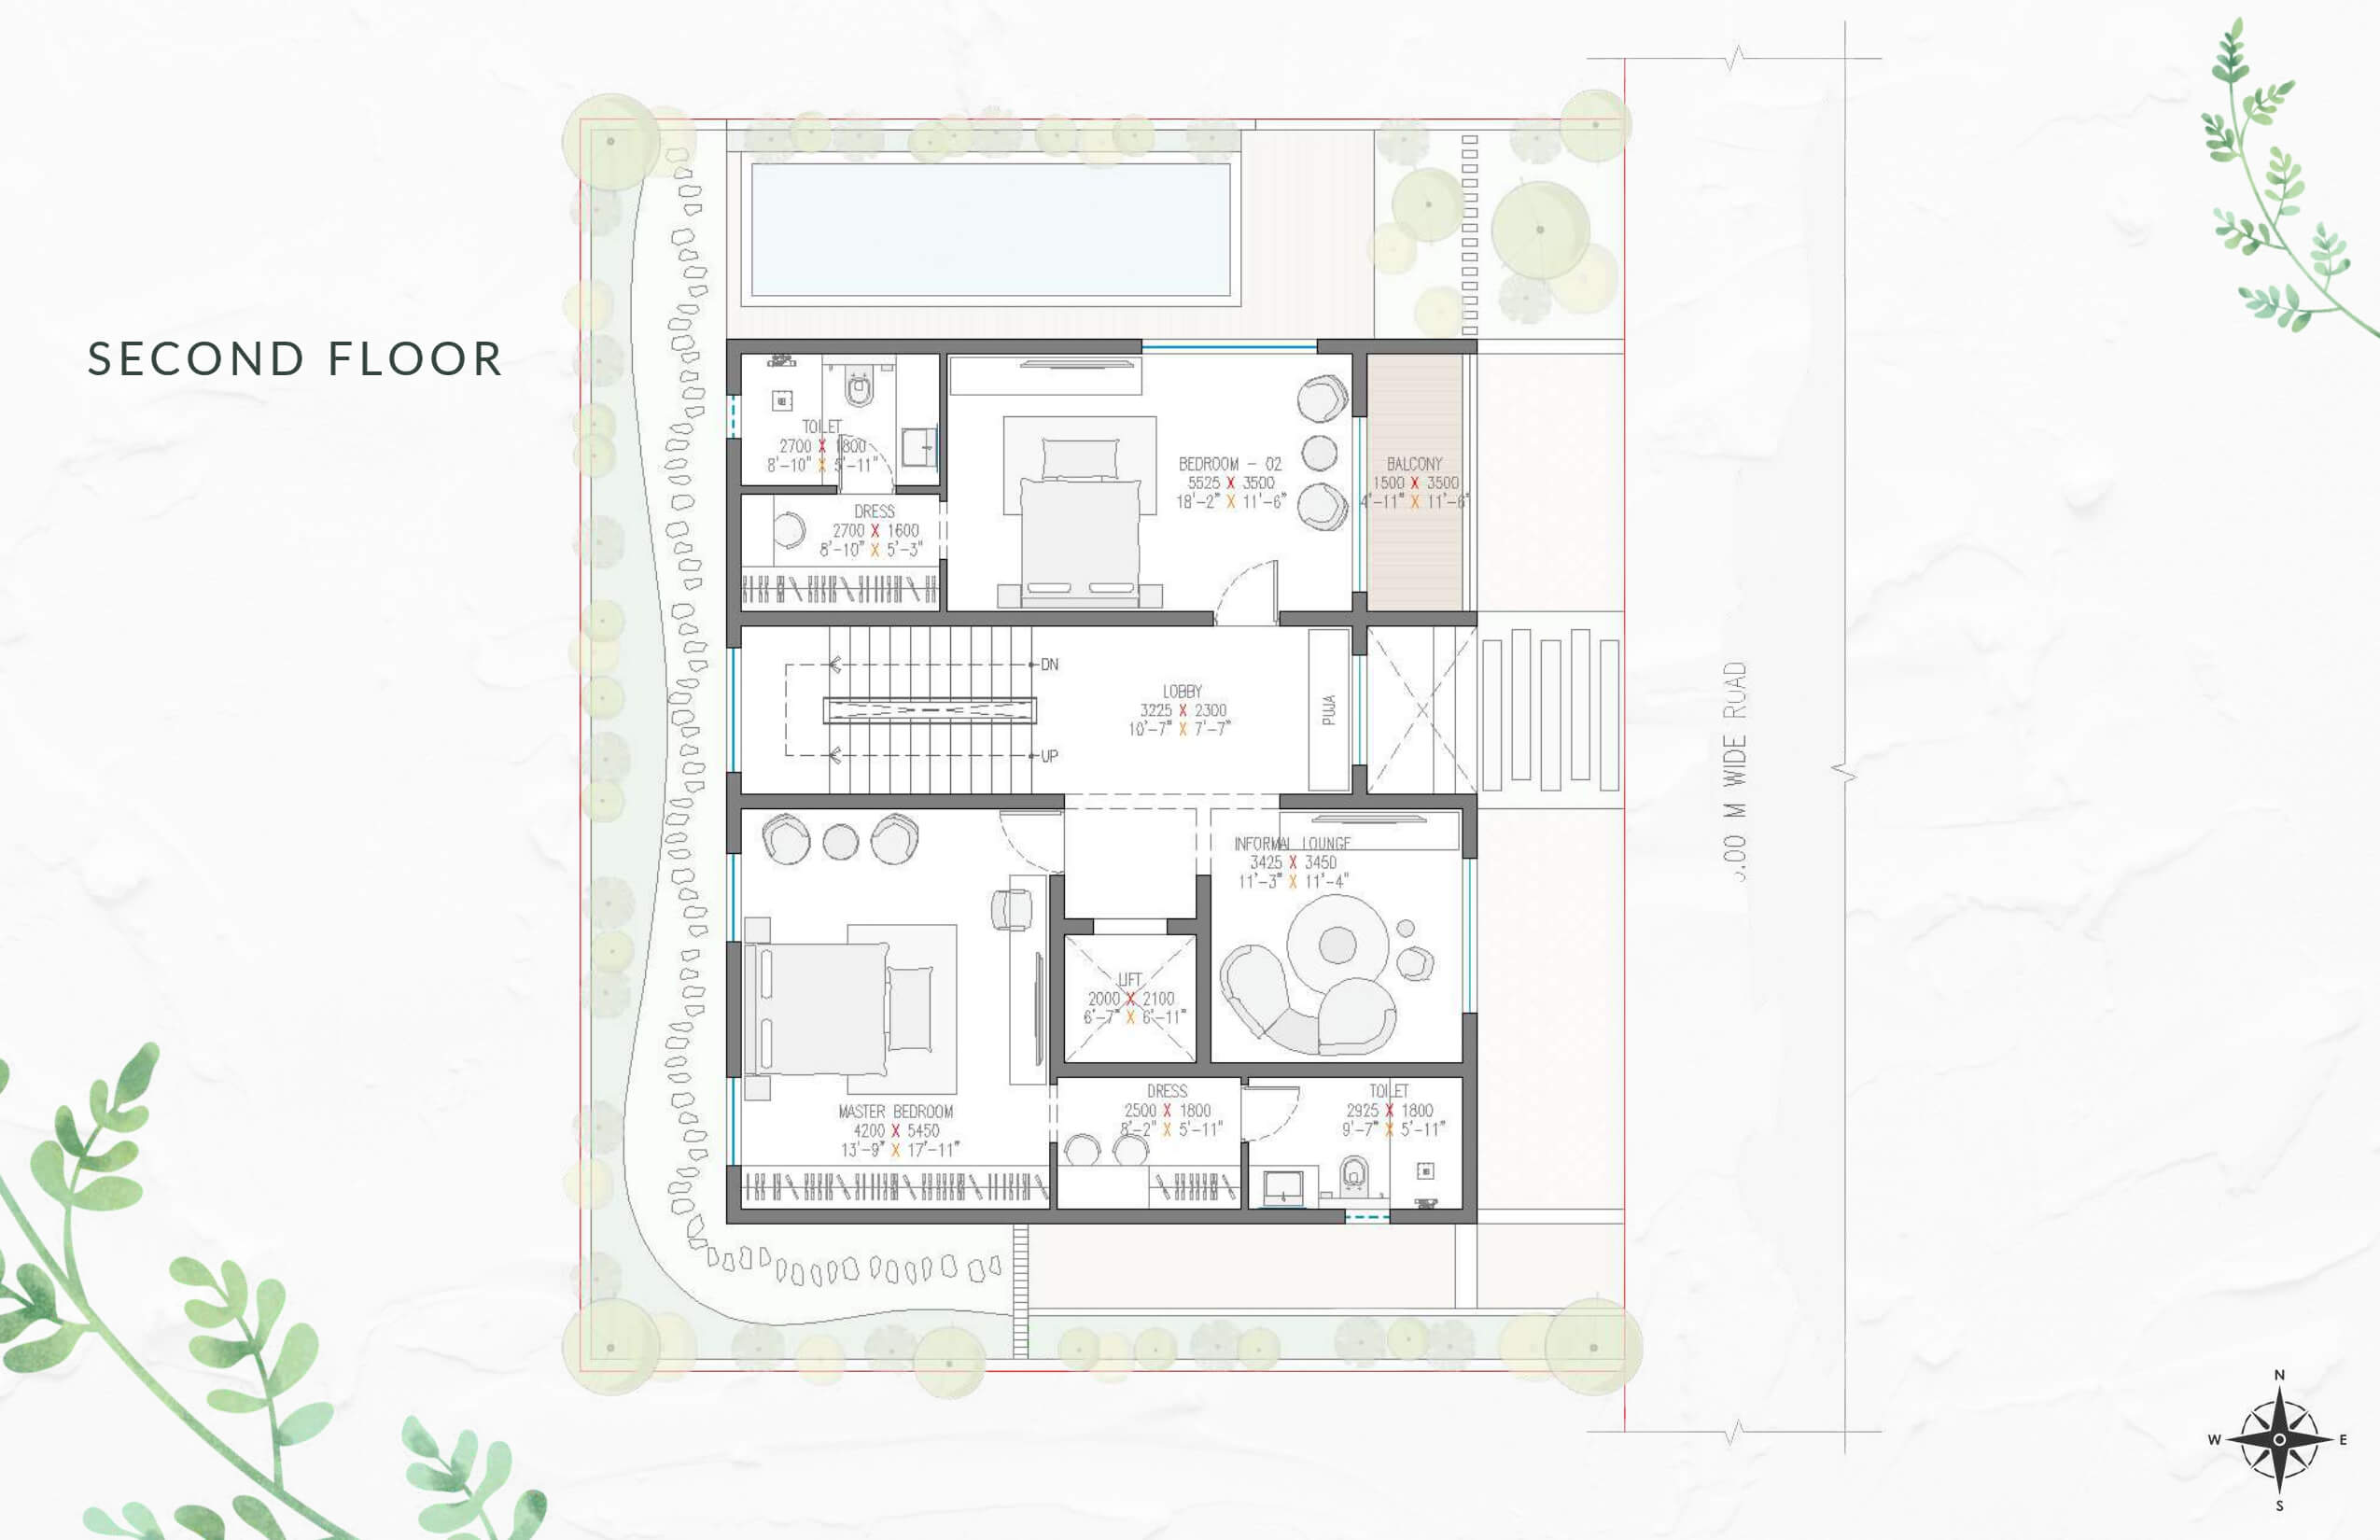 SECOND FLOOR
TOILET
2700 X 1800
8'-10" X 5'-11"
DRESS
2700 X 1600
8'-10" X 5'-3"
BEDROOM - 02
5525 X 3500
18'-2" X 11'-6"
BALCONY
1500 X 3500
4'-11" X 11'-6"
DN
UP
LOBBY
3225 X 2300
10'-7" X 7'-7"
PUJA
INFORMAL LOUNGE
3425 X 3450
11'-3" X 11'-4"
LIFT
2000 X 2100
6'-7" X 6'-11"
MASTER BEDROOM
4200 X 5450
13'-9" X 17'-11"
DRESS
2500 X 1800
8'-2" X 5'-11"
TOILET
2925 X 1800
9'-7" X 5'-11"
M WIDE ROAD
N
W
E
S